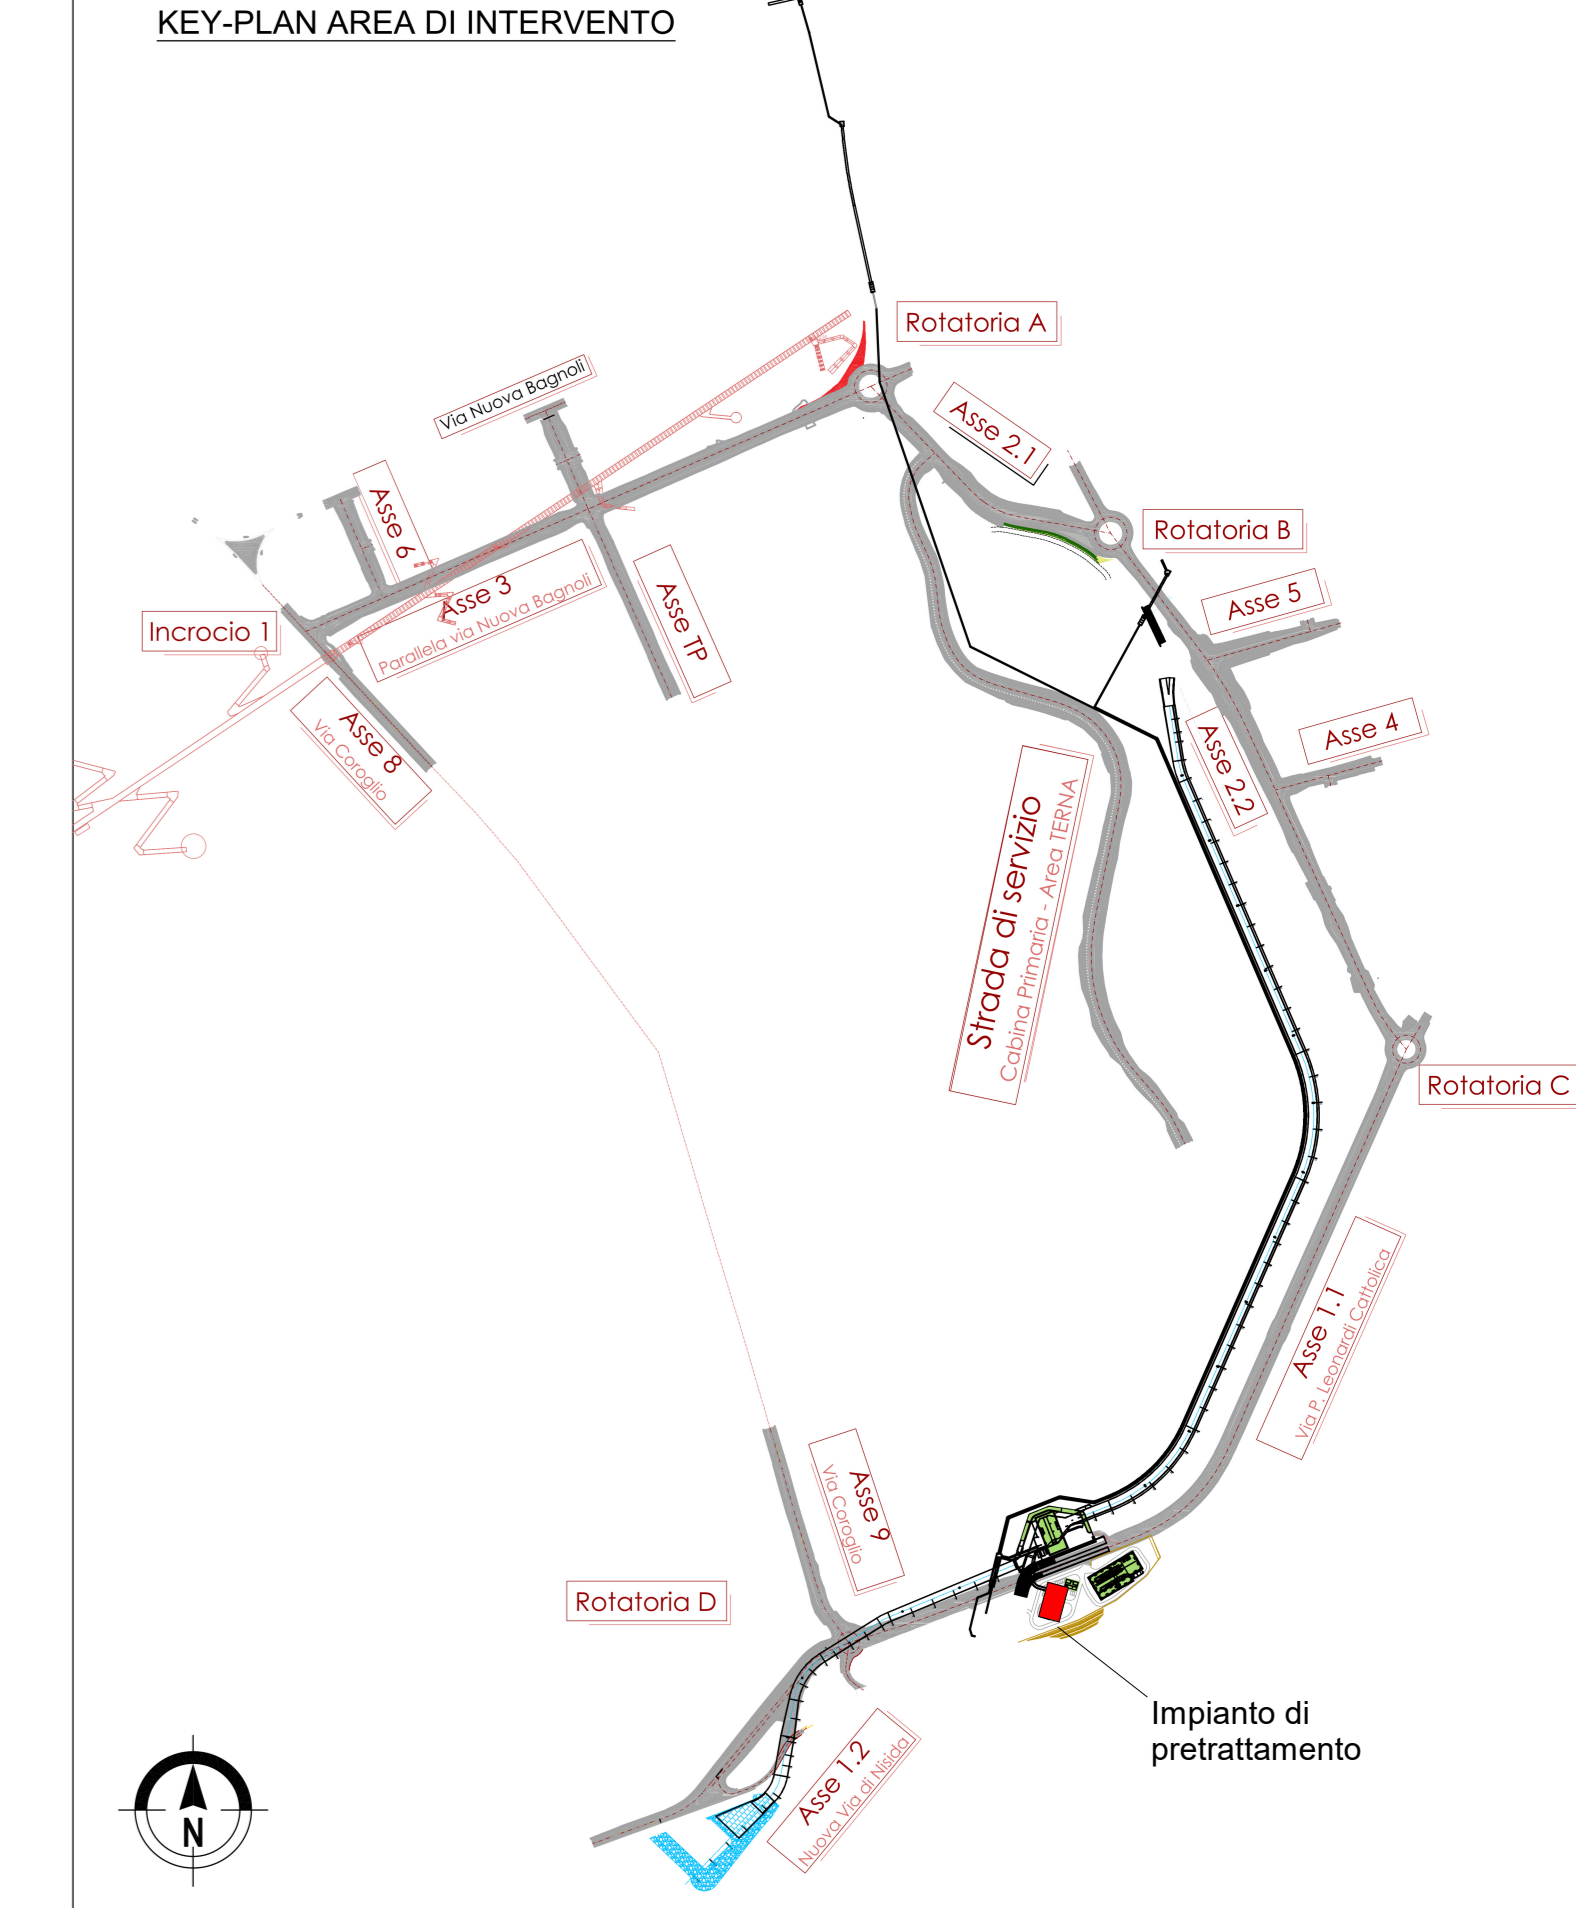 KEY-PLAN AREA DI INTERVENTO
Rotatoria A
Via Nuova Bagnoli
Asse 2.1
Asse 6
Rotatoria B
Asse 3
Parallela via Nuova Bagnoli
Asse TP
Asse 5
Incrocio 1
Asse 8
Via Coroglio
Asse 4
Asse 2.2
Strada di servizio
Cabina Primaria - Area TERNA
Rotatoria C
Asse 1.1
Via P. Leonardi Cattolica
Asse 9
Via Coroglio
Rotatoria D
Impianto di
pretrattamento
Asse 1.2
Nuova Via di Nisida
N